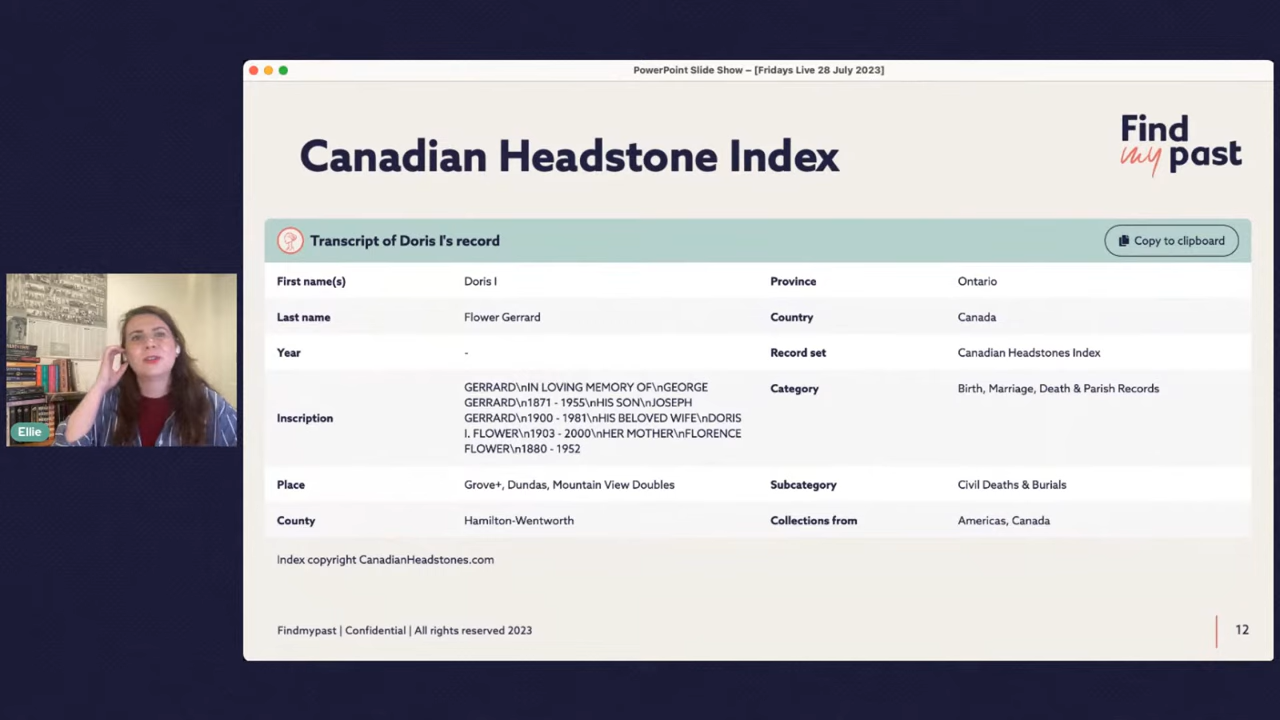 PowerPoint Slide Show – [Fridays Live 28 July 2023]
Canadian Headstone Index
Find
my past
Transcript of Doris I's record
Copy to clipboard
First name(s) Doris I Province Ontario
Last name Flower Gerrard Country Canada
Year - Record set Canadian Headstones Index
Inscription
GERRARD\nIN LOVING MEMORY OF\nGEORGE
GERRARD\n1871 - 1955\nHIS SON\nJOSEPH
GERRARD\n1900 - 1981\nHIS BELOVED WIFE\nDORIS
I. FLOWER\n1903 - 2000\nHER MOTHER\nFLORENCE
FLOWER\n1880 - 1952
Category Birth, Marriage, Death & Parish Records
Place Grove+, Dundas, Mountain View Doubles Subcategory Civil Deaths & Burials
County Hamilton-Wentworth Collections from Americas, Canada
Index copyright CanadianHeadstones.com
Findmypast | Confidential | All rights reserved 2023
12
Ellie